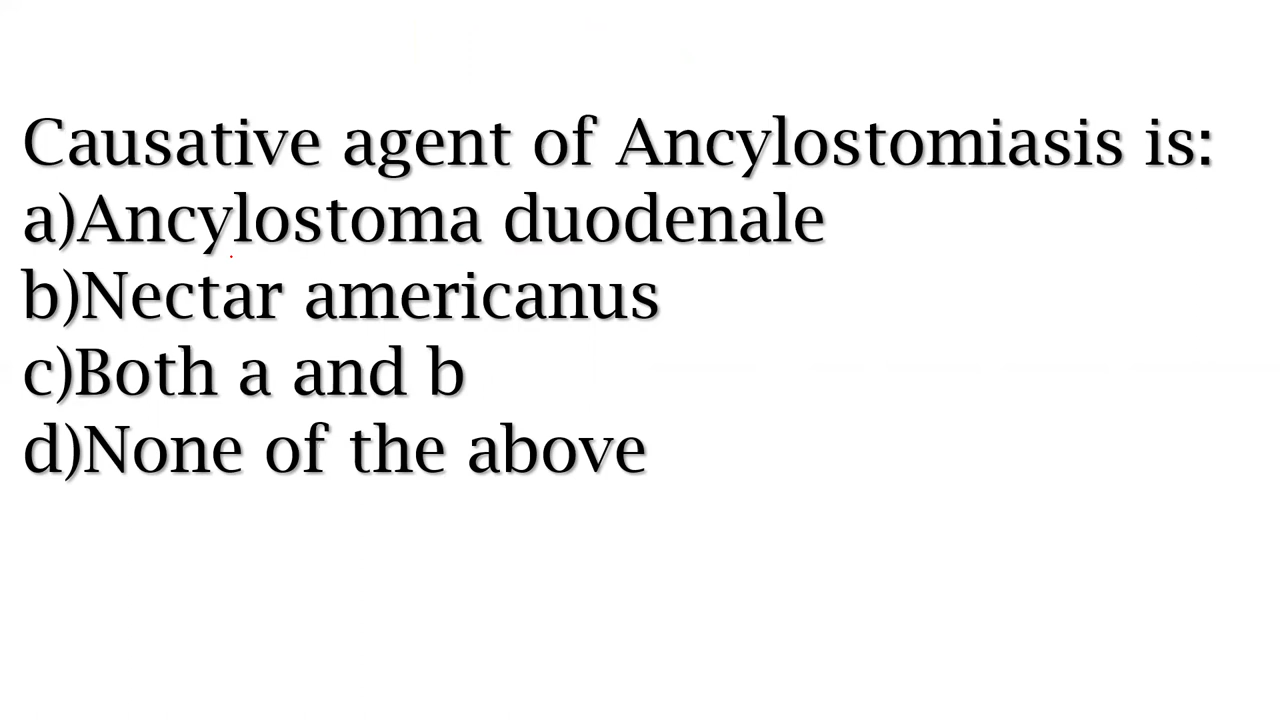 Causative agent of Ancylostomiasis is:
a)Ancylostoma duodenale
b)Nectar americanus
c)Both a and b
d)None of the above